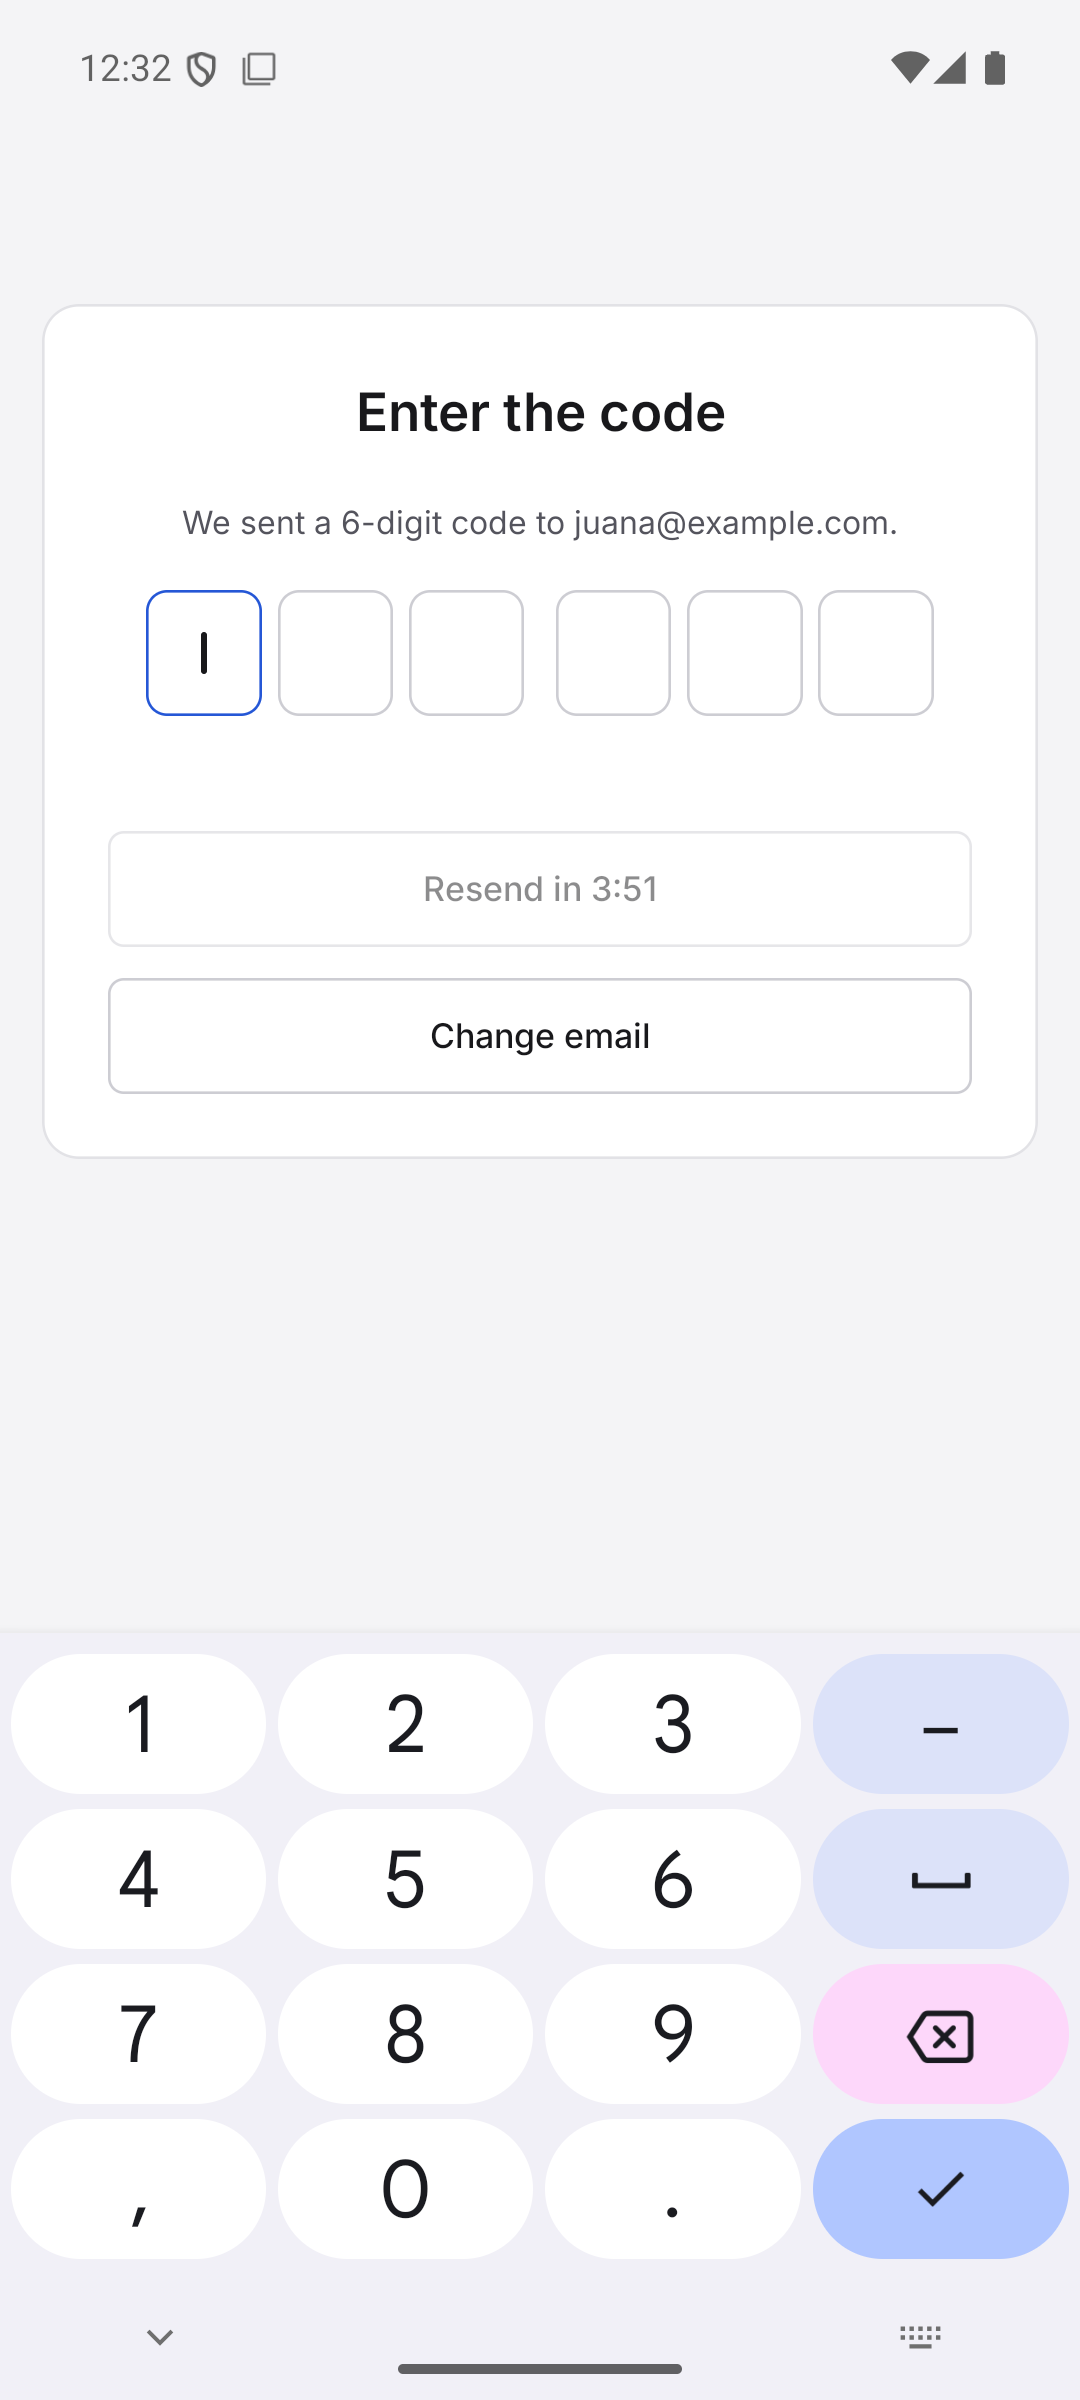 12:32
Enter the code
We sent a 6-digit code to juana@example.com.
Resend in 3:51
Change email
1 2 3 –
4 5 6
7 8 9
, 0 .